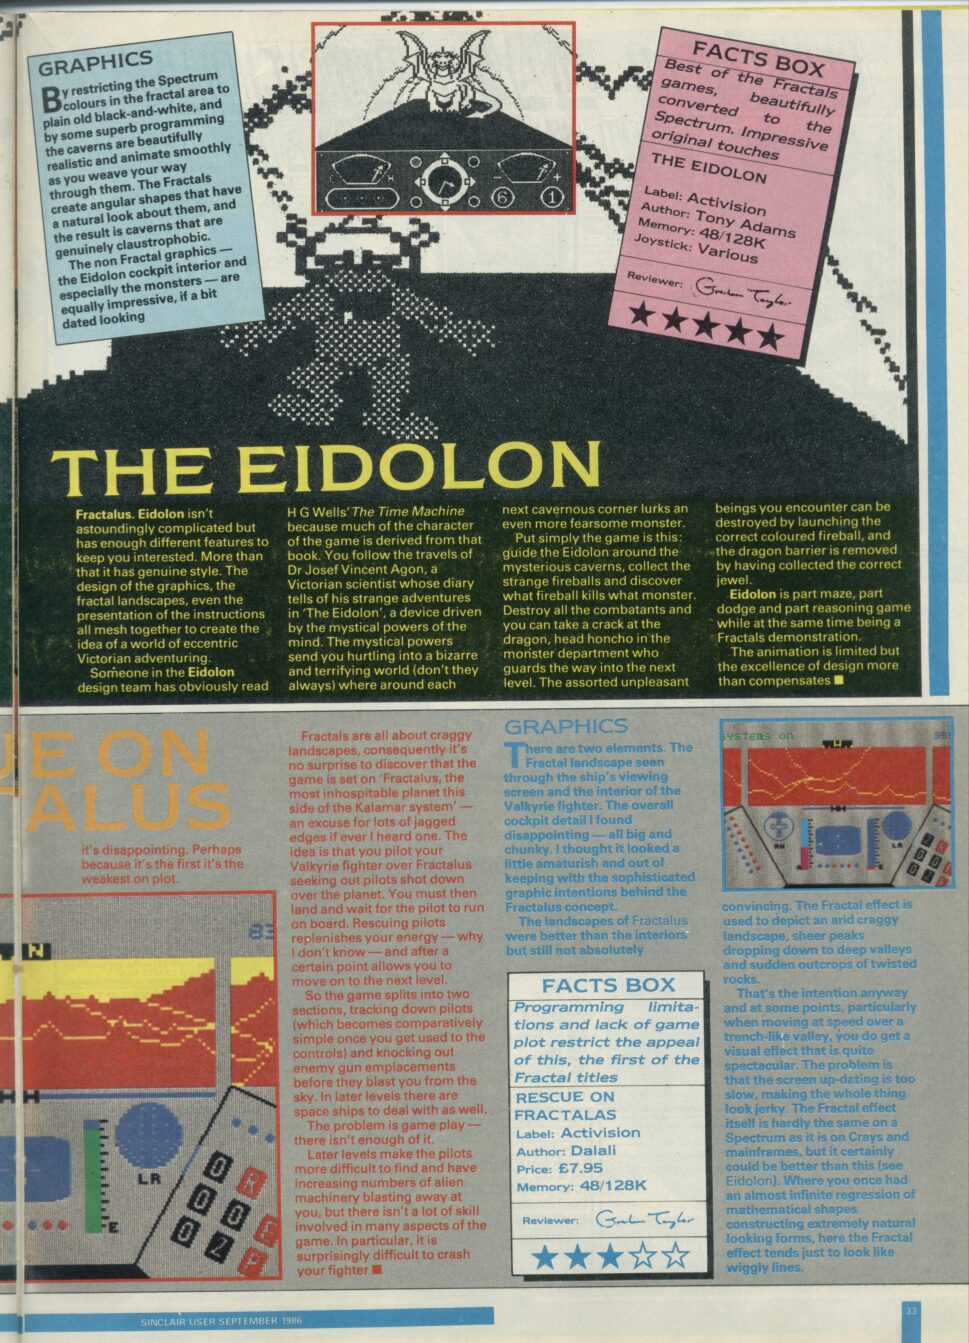 GRAPHICS
By restricting the Spectrum
colours in the fractal area to
plain old black-and-white, and
by some superb programming
the caverns are beautifully
realistic and animate smoothly
as you weave your way
through them. The Fractals
create angular shapes that have
a natural look about them, and
the result is caverns that are
genuinely claustrophobic.
The non Fractal graphics —
the Eidolon cockpit interior and
especially the monsters — are
equally impressive, if a bit
dated looking
6
1
FACTS BOX
Best of the Fractals
games, beautifully
converted to the
Spectrum. Impressive
original touches
THE EIDOLON
Label: Activision
Author: Tony Adams
Memory: 48/128K
Joystick: Various
Reviewer: Graham Taylor
THE EIDOLON
Fractalus. Eidolon isn't
astoundingly complicated but
has enough different features to
keep you interested. More than
that it has genuine style. The
design of the graphics, the
fractal landscapes, even the
presentation of the instructions
all mesh together to create the
idea of a world of eccentric
Victorian adventuring.
Someone in the Eidolon
design team has obviously read
H G Wells' The Time Machine
because much of the character
of the game is derived from that
book. You follow the travels of
Dr Josef Vincent Agon, a
Victorian scientist whose diary
tells of his strange adventures
in 'The Eidolon', a device driven
by the mystical powers of the
mind. The mystical powers
send you hurtling into a bizarre
and terrifying world (don't they
always) where around each
next cavernous corner lurks an
even more fearsome monster.
Put simply the game is this:
guide the Eidolon around the
mysterious caverns, collect the
strange fireballs and discover
what fireball kills what monster.
Destroy all the combatants and
you can take a crack at the
dragon, head honcho in the
monster department who
guards the way into the next
level. The assorted unpleasant
beings you encounter can be
destroyed by launching the
correct coloured fireball, and
the dragon barrier is removed
by having collected the correct
jewel.
Eidolon is part maze, part
dodge and part reasoning game
while at the same time being a
Fractals demonstration.
The animation is limited but
the excellence of design more
than compensates ■
UE ON
ALUS
it's disappointing. Perhaps
because it's the first it's the
weakest on plot.
83
N
LR
E
Fractals are all about craggy
landscapes, consequently it's
no surprise to discover that the
game is set on 'Fractalus, the
most inhospitable planet this
side of the Kalamar system' —
an excuse for lots of jagged
edges if ever I heard one. The
idea is that you pilot your
Valkyrie fighter over Fractalus
seeking out pilots shot down
over the planet. You must then
land and wait for the pilot to run
on board. Rescuing pilots
replenishes your energy — why
I don't know — and after a
certain point allows you to
move on to the next level.
So the game splits into two
sections, tracking down pilots
(which becomes comparatively
simple once you get used to the
controls) and knocking out
enemy gun emplacements
before they blast you from the
sky. In later levels there are
space ships to deal with as well.
The problem is game play —
there isn't enough of it.
Later levels make the pilots
more difficult to find and have
increasing numbers of alien
machinery blasting away at
you, but there isn't a lot of skill
involved in many aspects of the
game. In particular, it is
surprisingly difficult to crash
your fighter ■
GRAPHICS
There are two elements. The
Fractal landscape seen
through the ship's viewing
screen and the interior of the
Valkyrie fighter. The overall
cockpit detail I found
disappointing — all big and
chunky. I thought it looked a
little amaturish and out of
keeping with the sophisticated
graphic intentions behind the
Fractalus concept.
The landscapes of Fractalus
were better than the interiors
but still not absolutely
FACTS BOX
Programming limita-
tions and lack of game
plot restrict the appeal
of this, the first of the
Fractal titles
RESCUE ON
FRACTALAS
Label: Activision
Author: Dalali
Price: £7.95
Memory: 48/128K
Reviewer: Graham Taylor
SYSTEMS ON
LR
convincing. The Fractal effect is
used to depict an arid craggy
landscape, sheer peaks
dropping down to deep valleys
and sudden outcrops of twisted
rocks.
That's the intention anyway
and at some points, particularly
when moving at speed over a
trench-like valley, you do get a
visual effect that is quite
spectacular. The problem is
that the screen up-dating is too
slow, making the whole thing
look jerky. The Fractal effect
itself is hardly the same on a
Spectrum as it is on Crays and
mainframes, but it certainly
could be better than this (see
Eidolon). Where you once had
an almost infinite regression of
mathematical shapes
constructing extremely natural
looking forms, here the Fractal
effect tends just to look like
wiggly lines.
SINCLAIR USER SEPTEMBER 1986
33